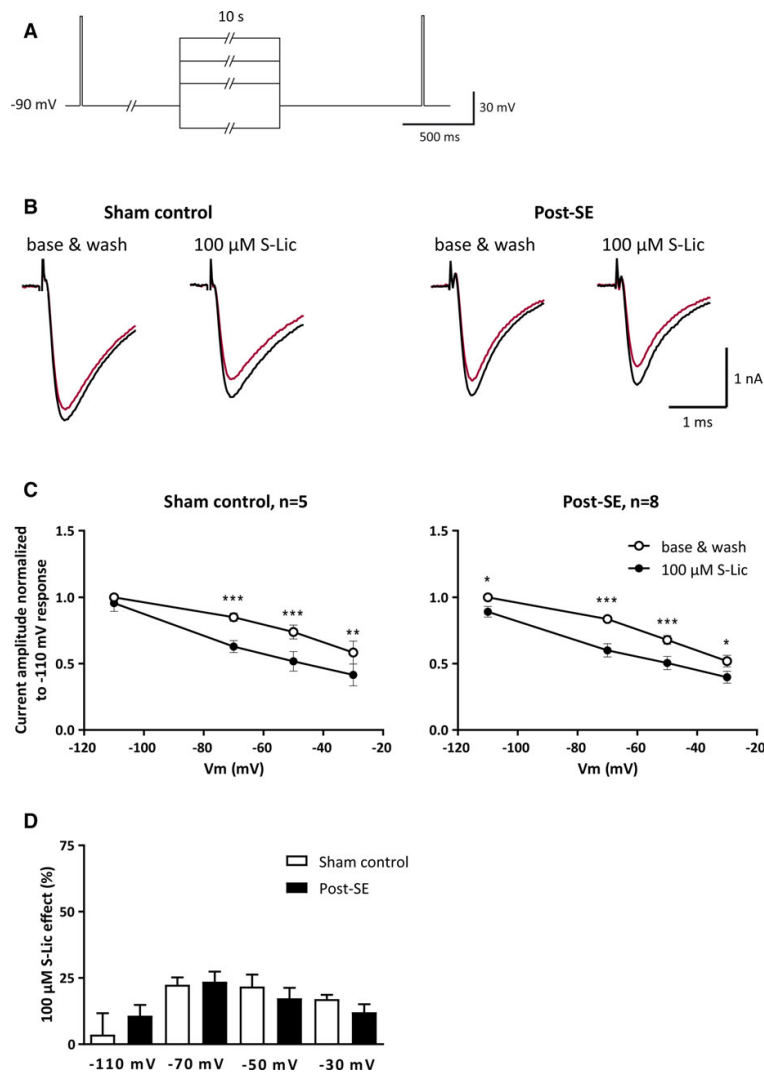 A
10 s
-90 mV
30 mV
500 ms
B
Sham control
Post-SE
base & wash
100 µM S-Lic
base & wash
100 µM S-Lic
1 nA
1 ms
C
Sham control, n=5
Post-SE, n=8
Current amplitude normalized
to -110 mV response
1.5
1.0
0.5
0.0
*** *** **
-120 -100 -80 -60 -40 -20
Vm (mV)
1.5
1.0
0.5
0.0
base & wash
100 µM S-Lic
* *** *** *
-120 -100 -80 -60 -40 -20
Vm (mV)
D
100 µM S-Lic effect (%)
75
50
25
0
Sham control
Post-SE
-110 mV -70 mV -50 mV -30 mV